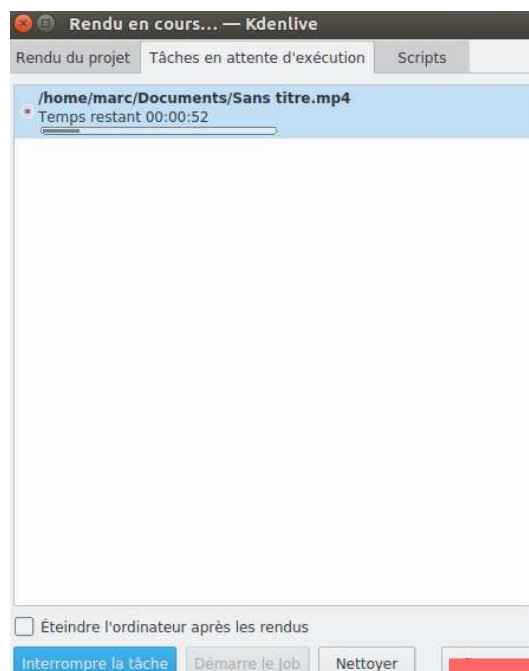 Rendu en cours... — Kdenlive
Rendu du projet Tâches en attente d'exécution Scripts
/home/marc/Documents/Sans titre.mp4
Temps restant 00:00:52
Éteindre l'ordinateur après les rendus
Interrompre la tâche Démarre le Job Nettoyer